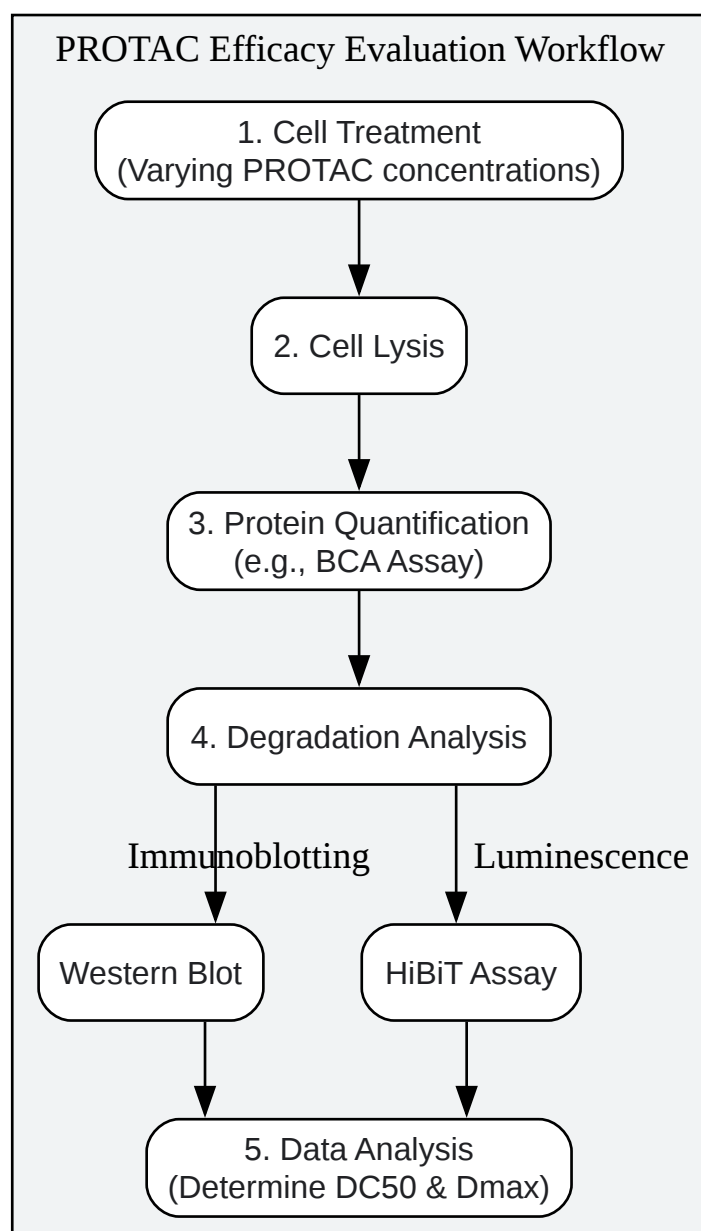 PROTAC Efficacy Evaluation Workflow
1. Cell Treatment
(Varying PROTAC concentrations)
2. Cell Lysis
3. Protein Quantification
(e.g., BCA Assay)
4. Degradation Analysis
Immunoblotting
Luminescence
Western Blot
HiBiT Assay
5. Data Analysis
(Determine DC50 & Dmax)